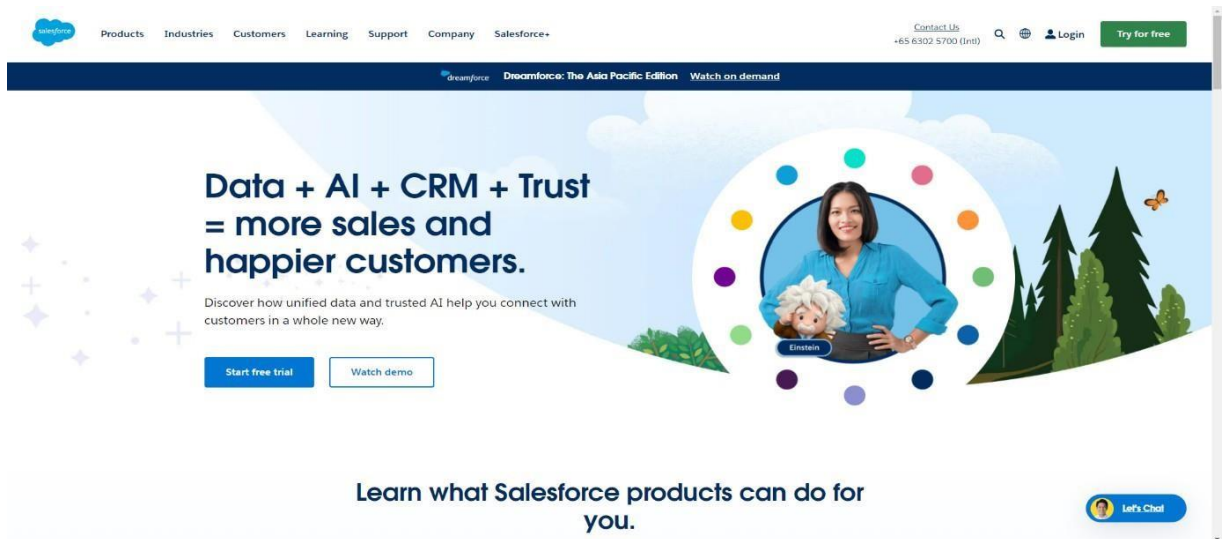 salesforce
Products Industries Customers Learning Support Company Salesforce+
Contact Us
+65 6302 5700 (Intl)
Login
Try for free
dreamforce Dreamforce: The Asia Pacific Edition Watch on demand
Data + AI + CRM + Trust
= more sales and
happier customers.
Discover how unified data and trusted AI help you connect with
customers in a whole new way.
Start free trial Watch demo
Einstein
Learn what Salesforce products can do for
you.
Let's Chat